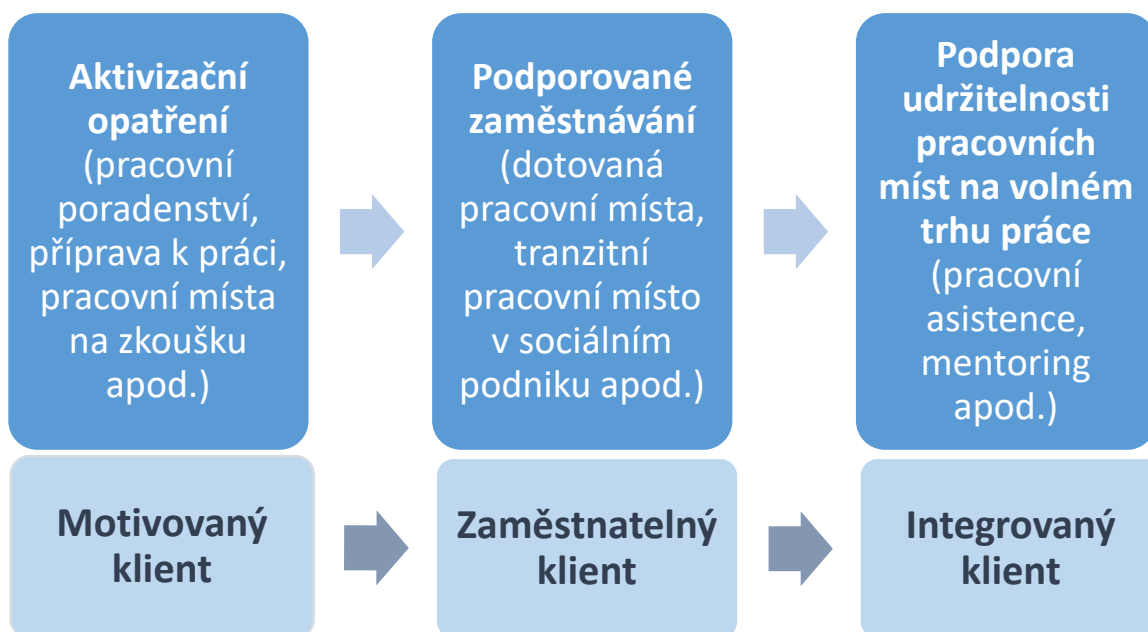 Aktivizační
opatření
(pracovní
poradenství,
příprava k práci,
pracovní místa
na zkoušku
apod.)
Podporované
zaměstnávání
(dotovaná
pracovní místa,
tranzitní
pracovní místo
v sociálním
podniku apod.)
Podpora
udržitelnosti
pracovních
míst na volném
trhu práce
(pracovní
asistence,
mentoring
apod.)
Motivovaný
klient
Zaměstnatelný
klient
Integrovaný
klient